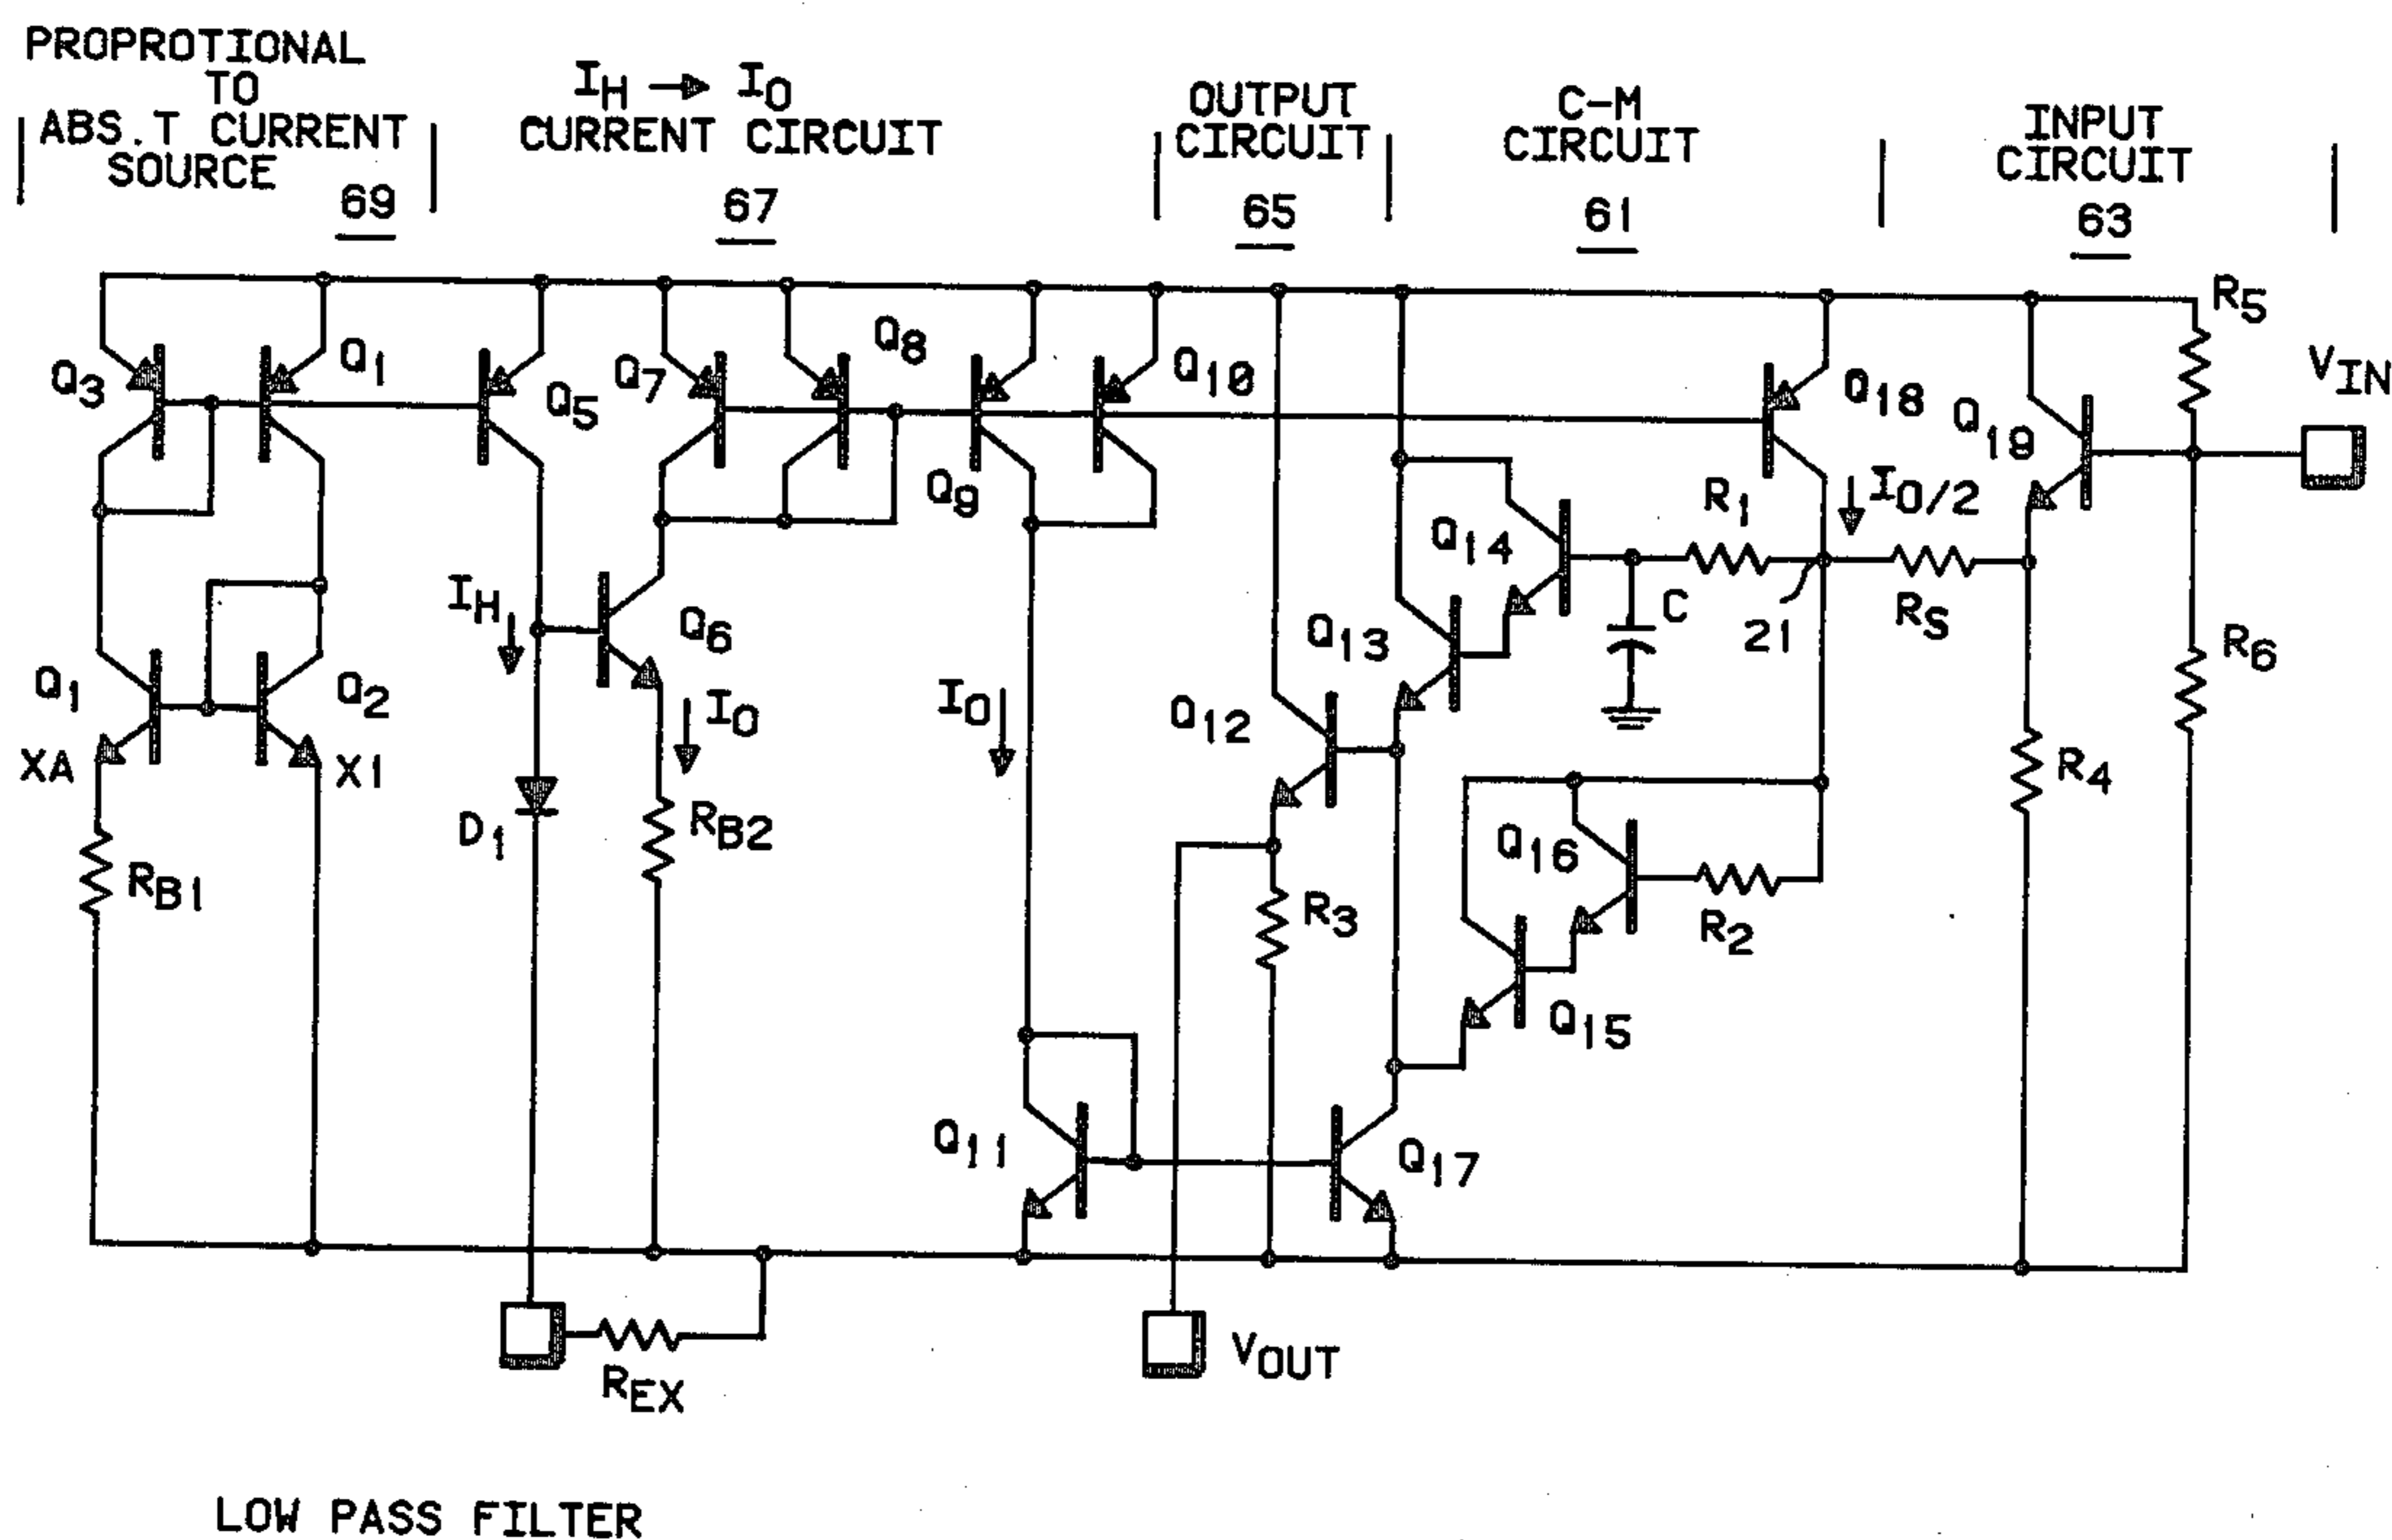 PROPROTIONAL
TO
ABS.T CURRENT
SOURCE
69
I_H → I_O
CURRENT CIRCUIT
67
OUTPUT
CIRCUIT
65
C-M
CIRCUIT
61
INPUT
CIRCUIT
63
Q3
Q1
Q5
Q7
Q8
Q9
Q10
Q18
Q19
R5
VIN
Q14
R1
IO/2
C
21
RS
R6
IH
Q6
Q13
Q1
XA
Q2
X1
IO
IO
Q12
D1
RB2
RB1
R3
Q16
R2
R4
Q15
Q11
Q17
REX
VOUT
LOW PASS FILTER